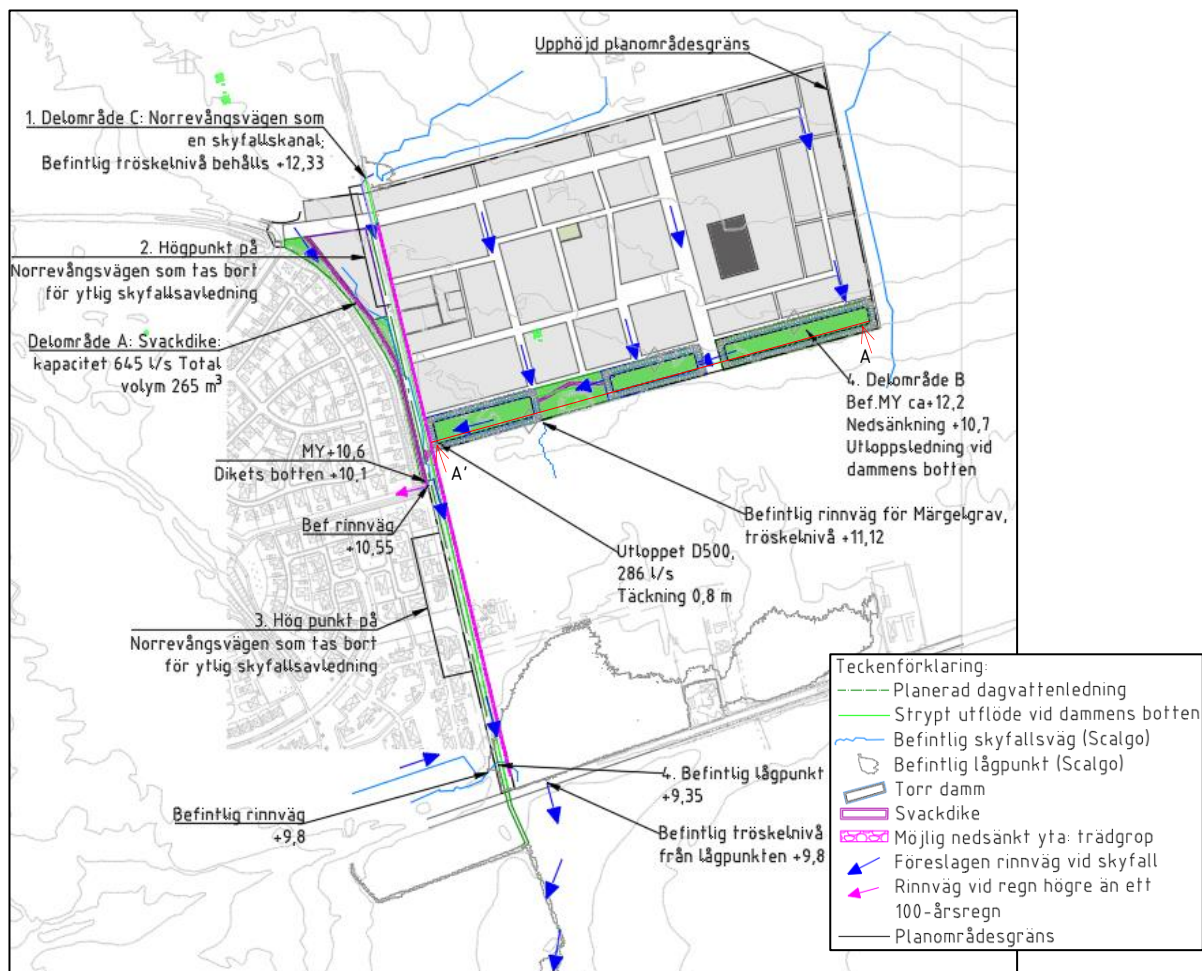 Upphöjd planområdesgräns
1. Delområde C: Norrevångsvägen som
en skyfallskanal;
Befintlig tröskelnivå behålls +12,33
2. Högpunkt på
Norrevångsvägen som tas bort
för ytlig skyfallsavledning
Delområde A: Svackdike:
kapacitet 645 l/s Total
volym 265 m³
A
4. Delområde B
Bef.MY ca+12,2
Nedsänkning +10,7
Utloppsledning vid
dammens botten
MY+10,6
Dikets botten +10,1
A'
Bef rinnväg
+10,55
Befintlig rinnväg för Märgelgrav,
tröskelnivå +11,12
Utloppet D500,
286 l/s
Täckning 0,8 m
3. Hög punkt på
Norrevångsvägen som tas bort
för ytlig skyfallsavledning
4. Befintlig lågpunkt
+9,35
Befintlig rinnväg
+9,8
Befintlig tröskelnivå
från lågpunkten +9,8
Teckenförklaring:
Planerad dagvattenledning
Strypt utflöde vid dammens botten
Befintlig skyfallsväg (Scalgo)
Befintlig lågpunkt (Scalgo)
Torr damm
Svackdike
Möjlig nedsänkt yta: trädgrop
Föreslagen rinnväg vid skyfall
Rinnväg vid regn högre än ett
100-årsregn
Planområdesgräns